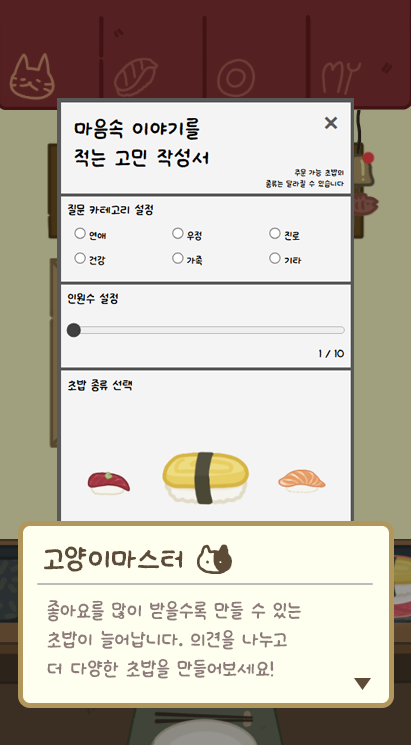 마음속 이야기를
적는 고민 작성서
주문 가능 초밥의
종류는 달라질 수 있습니다
질문 카테고리 설정
연애 우정 진로
건강 가족 기타
인원수 설정
1 / 10
초밥 종류 선택
고양이마스터
좋아요를 많이 받을수록 만들 수 있는
초밥이 늘어납니다. 의견을 나누고
더 다양한 초밥을 만들어보세요!